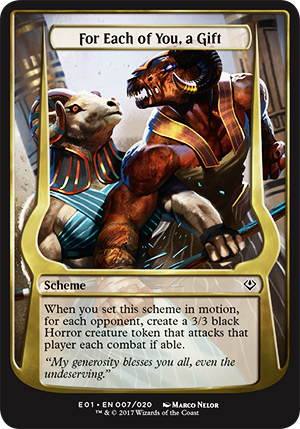 For Each of You, a Gift
Scheme
When you set this scheme in motion,
for each opponent, create a 3/3 black
Horror creature token that attacks that
player each combat if able.
"My generosity blesses you all, even the
undeserving."
E01 • EN 007/020 MARCO NELOR
™ & © 2017 Wizards of the Coast